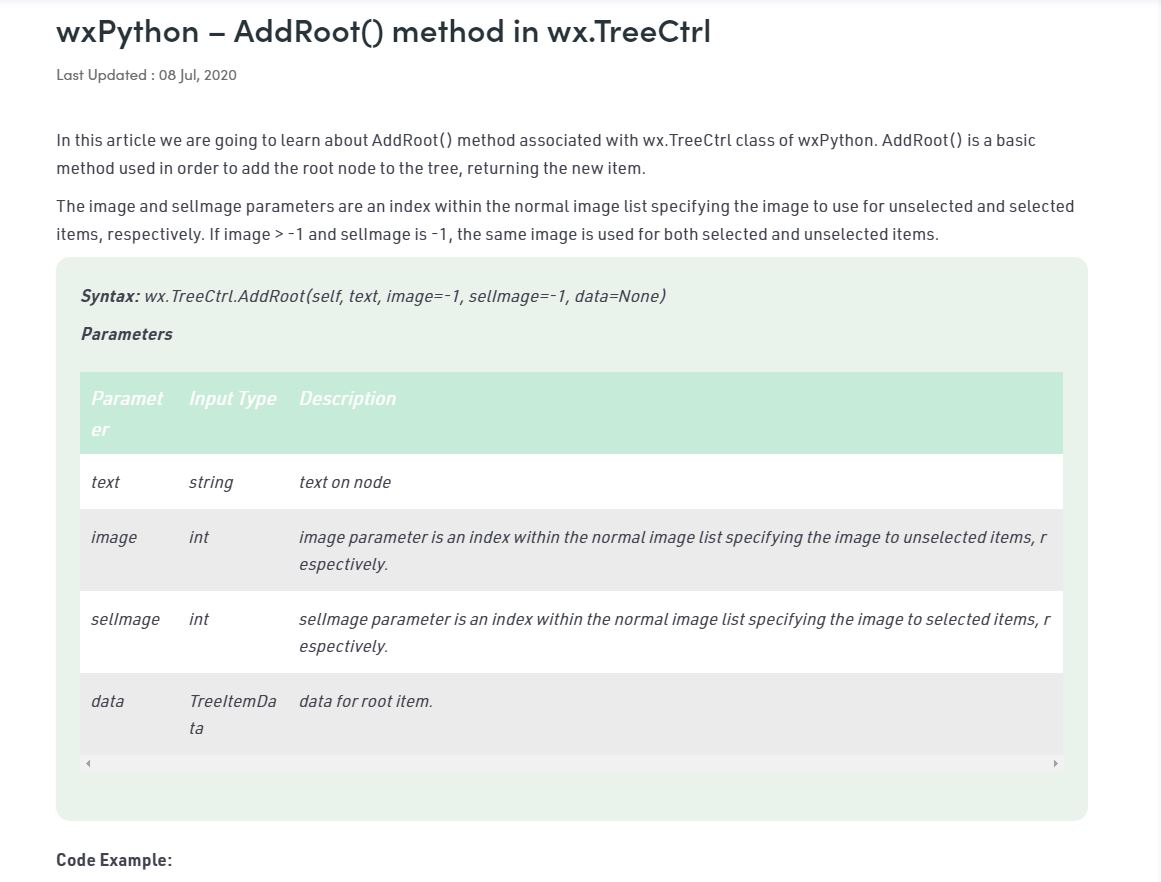 wxPython – AddRoot() method in wx.TreeCtrl
Last Updated : 08 Jul, 2020
In this article we are going to learn about AddRoot() method associated with wx.TreeCtrl class of wxPython. AddRoot() is a basic
method used in order to add the root node to the tree, returning the new item.
The image and selImage parameters are an index within the normal image list specifying the image to use for unselected and selected
items, respectively. If image > -1 and selImage is -1, the same image is used for both selected and unselected items.
Syntax: wx.TreeCtrl.AddRoot(self, text, image=-1, selImage=-1, data=None)
Parameters
Paramet Input Type Description
er
text string text on node
image int image parameter is an index within the normal image list specifying the image to unselected items, r
espectively.
selImage int selImage parameter is an index within the normal image list specifying the image to selected items, r
espectively.
data TreeItemDa data for root item.
ta
Code Example: